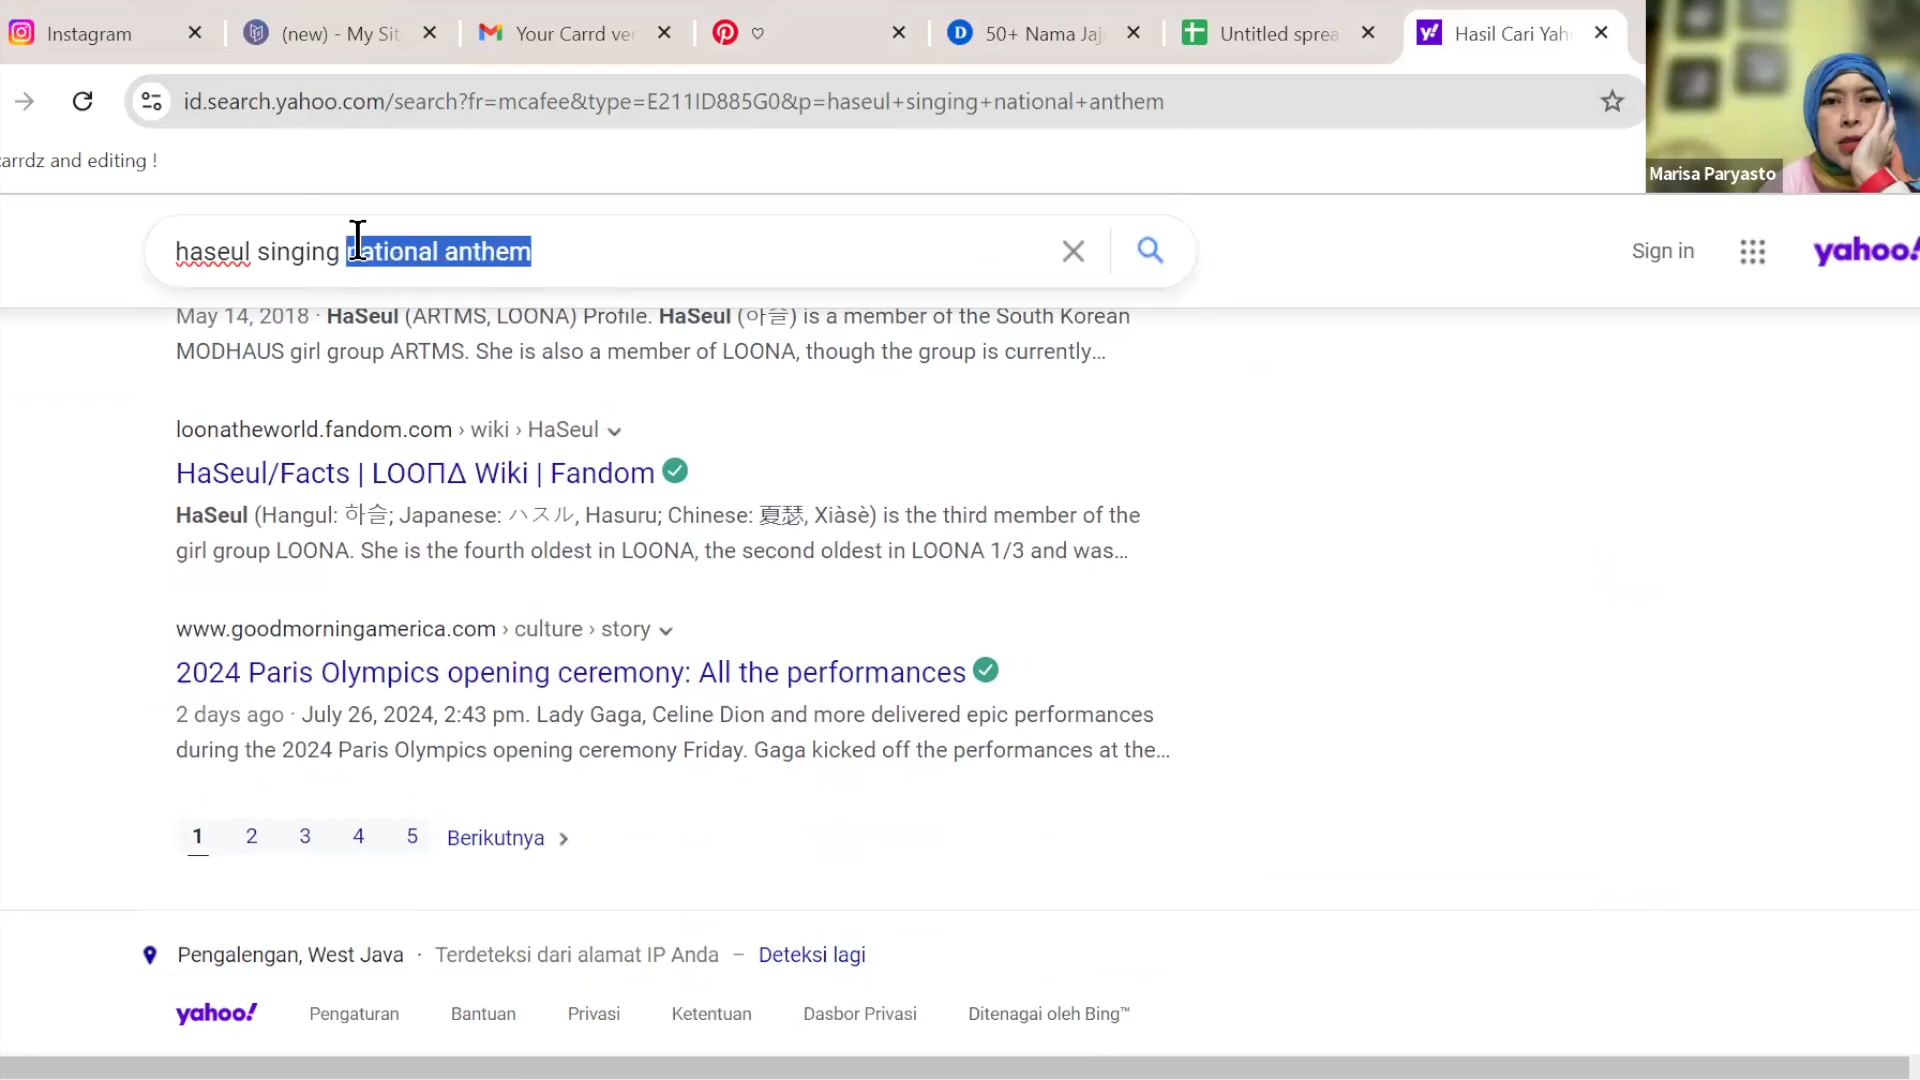 Instagram
(new) - My Sit
Your Carrd ver
♡
50+ Nama Jaj
Untitled sprea
Hasil Cari Yah
id.search.yahoo.com/search?fr=mcafee&type=E211ID885G0&p=haseul+singing+national+anthem
carrdz and editing !
Marisa Paryasto
haseul singing national anthem
Sign in
yahoo!
May 14, 2018 · HaSeul (ARTMS, LOONA) Profile. HaSeul (하슬) is a member of the South Korean
MODHAUS girl group ARTMS. She is also a member of LOONA, though the group is currently...
loonatheworld.fandom.com › wiki › HaSeul
HaSeul/Facts | LOOΠΔ Wiki | Fandom
HaSeul (Hangul: 하슬; Japanese: ハスル, Hasuru; Chinese: 夏瑟, Xiàsè) is the third member of the
girl group LOONA. She is the fourth oldest in LOONA, the second oldest in LOONA 1/3 and was...
www.goodmorningamerica.com › culture › story
2024 Paris Olympics opening ceremony: All the performances
2 days ago · July 26, 2024, 2:43 pm. Lady Gaga, Celine Dion and more delivered epic performances
during the 2024 Paris Olympics opening ceremony Friday. Gaga kicked off the performances at the...
1 2 3 4 5 Berikutnya >
Pengalengan, West Java · Terdeteksi dari alamat IP Anda – Deteksi lagi
yahoo! Pengaturan Bantuan Privasi Ketentuan Dasbor Privasi Ditenagai oleh Bing™